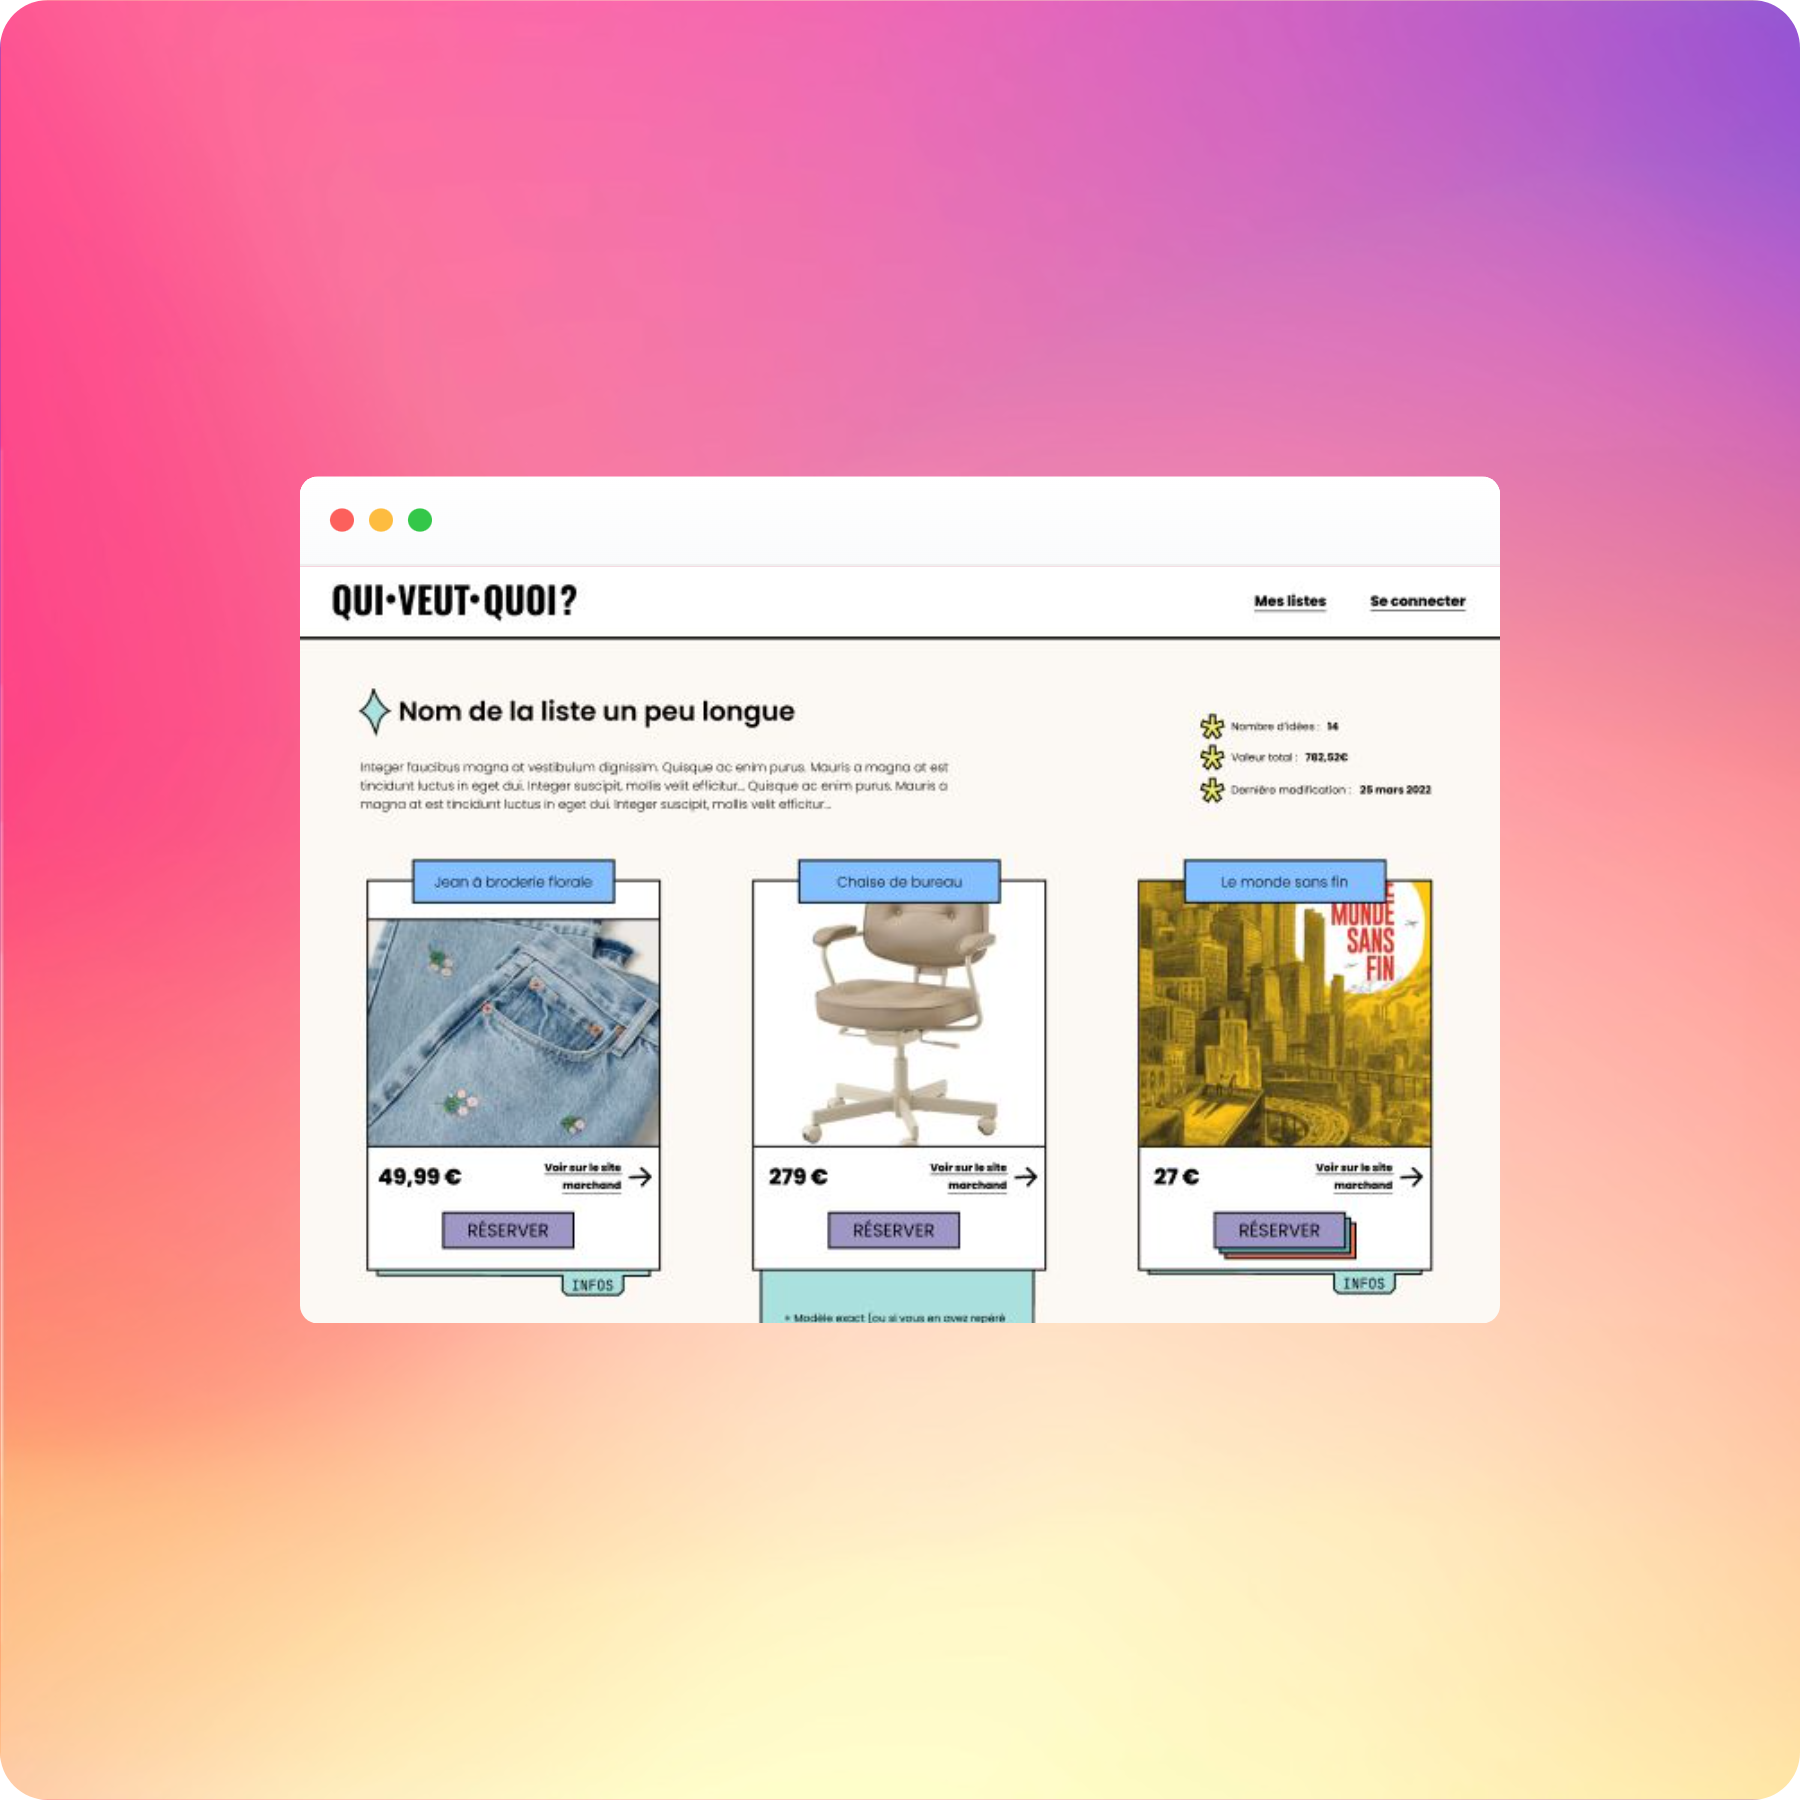 QUI•VEUT•QUOI?
Mes listes
Se connecter
Nom de la liste un peu longue
Integer faucibus magna at vestibulum dignissim. Quisque ac enim purus. Mauris a magna at est
tincidunt luctus in eget dui. Integer suscipit, mollis velit efficitur... Quisque ac enim purus. Mauris a
magna at est tincidunt luctus in eget dui. Integer suscipit, mollis velit efficitur...
Nombre d'idées : 14
Valeur total : 782,52€
Dernière modification : 25 mars 2022
Jean à broderie florale
49,99 €
Voir sur le site
marchand
RÉSERVER
INFOS
Chaise de bureau
279 €
Voir sur le site
marchand
RÉSERVER
• Modèle exact (ou si vous en avez repéré
Le monde sans fin
MONDE
SANS
FIN
27 €
Voir sur le site
marchand
RÉSERVER
INFOS